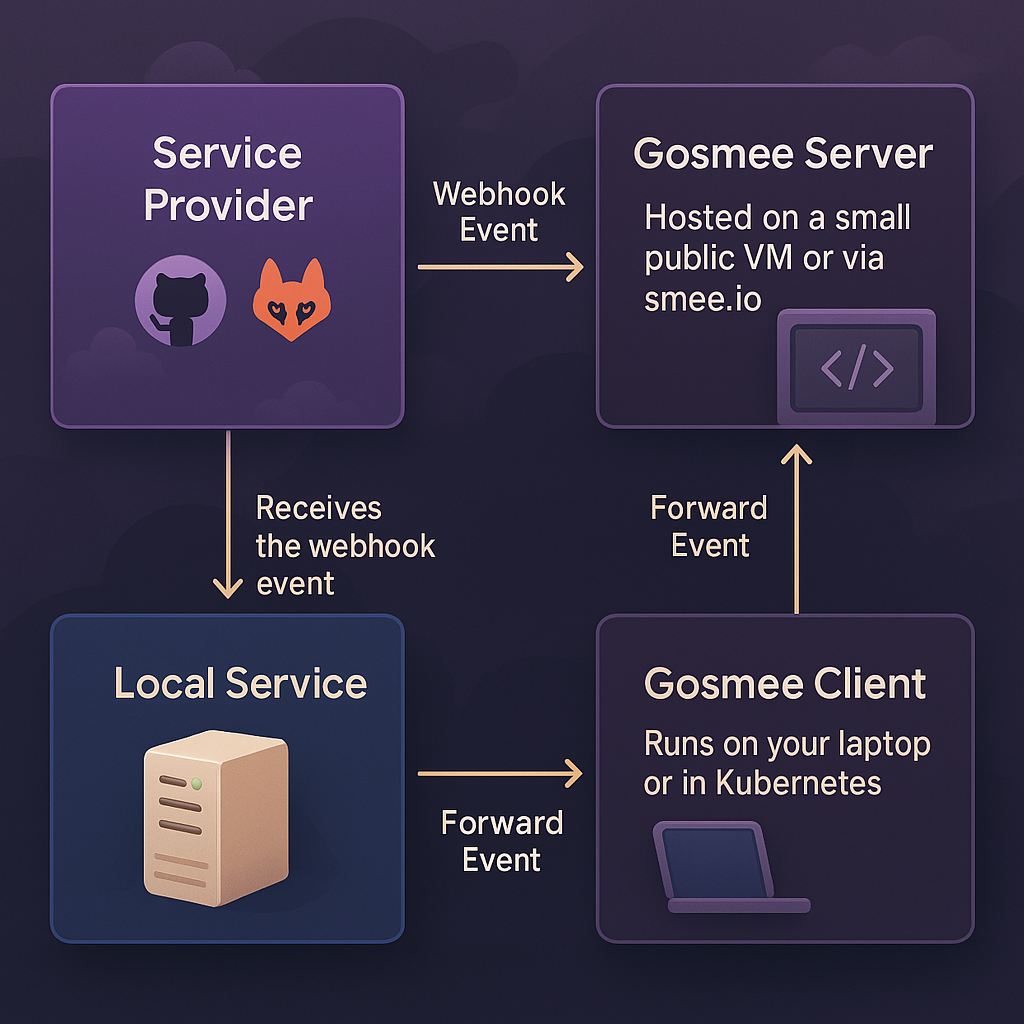 Service
Provider
Webhook
Event
Gosmee Server
Hosted on a small
public VM or via
smee.io
</>
Receives
the webhook
event
Forward
Event
Local Service
Forward
Event
Gosmee Client
Runs on your laptop
or in Kubernetes